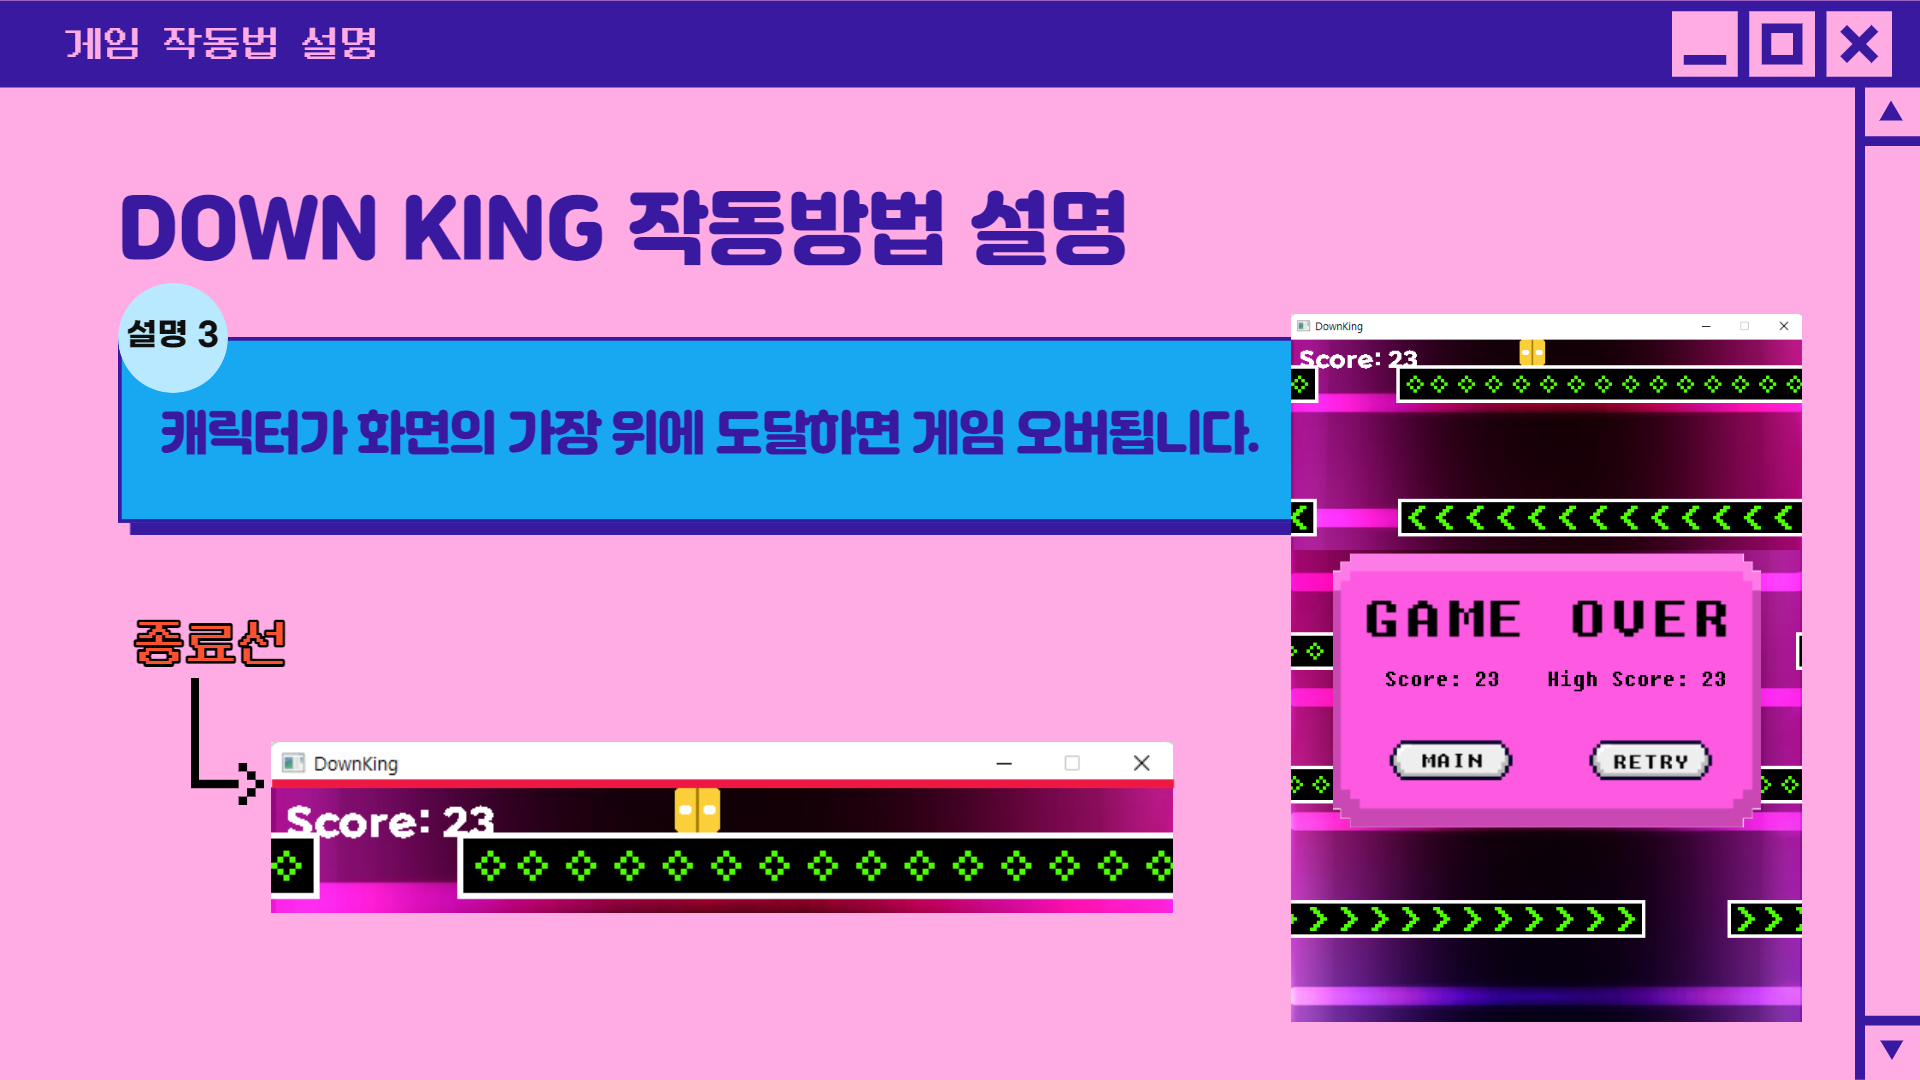 게임 작동법 설명
DOWN KING 작동방법 설명
설명 3
캐릭터가 화면의 가장 위에 도달하면 게임 오버됩니다.
DownKing
Score: 23
GAME OVER
Score: 23 High Score: 23
MAIN RETRY
종료선
DownKing
Score: 23